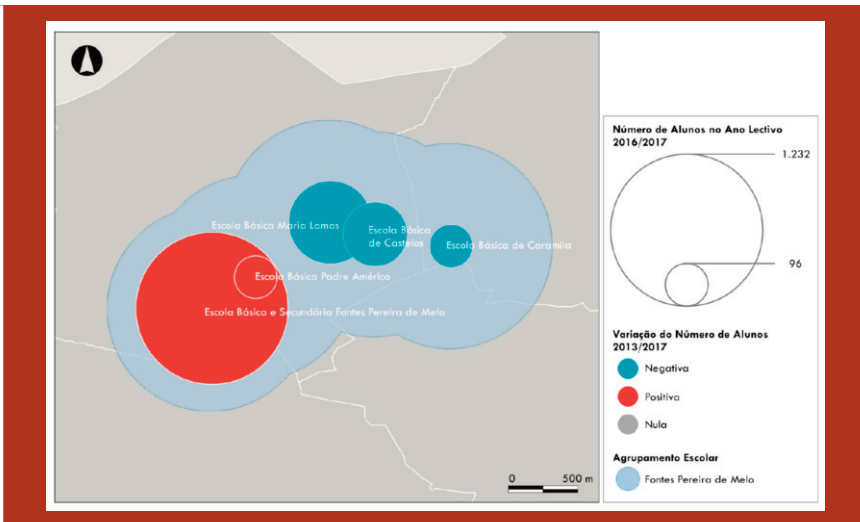 Escola Básica Maria Lamas
Escola Básica
de Castelos
Escola Básica de Caramila
Escola Básica Padre Américo
Escola Básica e Secundária Fontes Pereira de Melo
0 500 m
Número de Alunos no Ano Lectivo
2016/2017
1.232
96
Variação do Número de Alunos
2013/2017
Negativa
Positiva
Nula
Agrupamento Escolar
Fontes Pereira de Melo